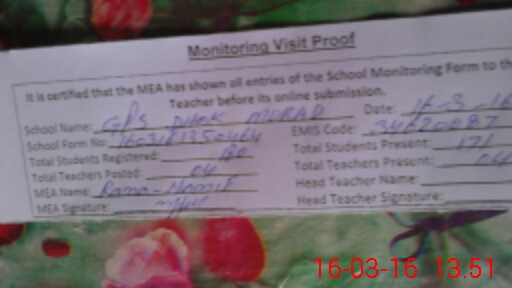 Monitoring Visit Proof
It is certified that the MEA has shown all entries of the School Monitoring Form to th
Teacher before its online submission.
School Name: GPS DHOK MURAD Date: 16-3-16
School Form No: EMIS Code:
Total Students Registered: Total Students Present: 171
Total Teachers Posted: 04 Total Teachers Present: 04
MEA Name: Head Teacher Name:
MEA Signature: Head Teacher Signature:
16-03-16 13.51